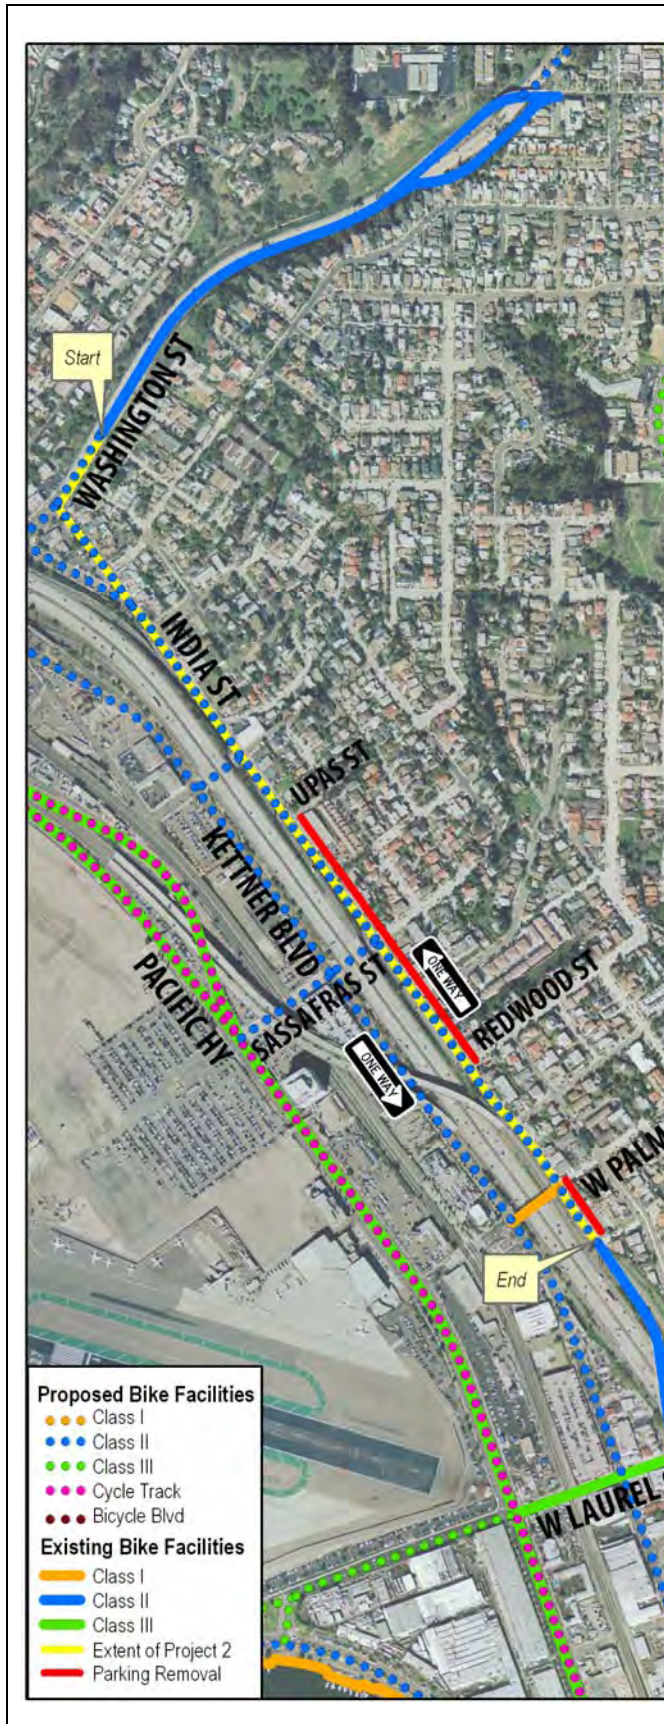 Start
WASHINGTON ST
INDIA ST
UPAS ST
KETTNER BLVD
PACIFIC HY
SASSAFRAS ST
ONE WAY
REDWOOD ST
ONE WAY
W PALM
End
W LAUREL
Proposed Bike Facilities
Class I
Class II
Class III
Cycle Track
Bicycle Blvd
Existing Bike Facilities
Class I
Class II
Class III
Extent of Project 2
Parking Removal